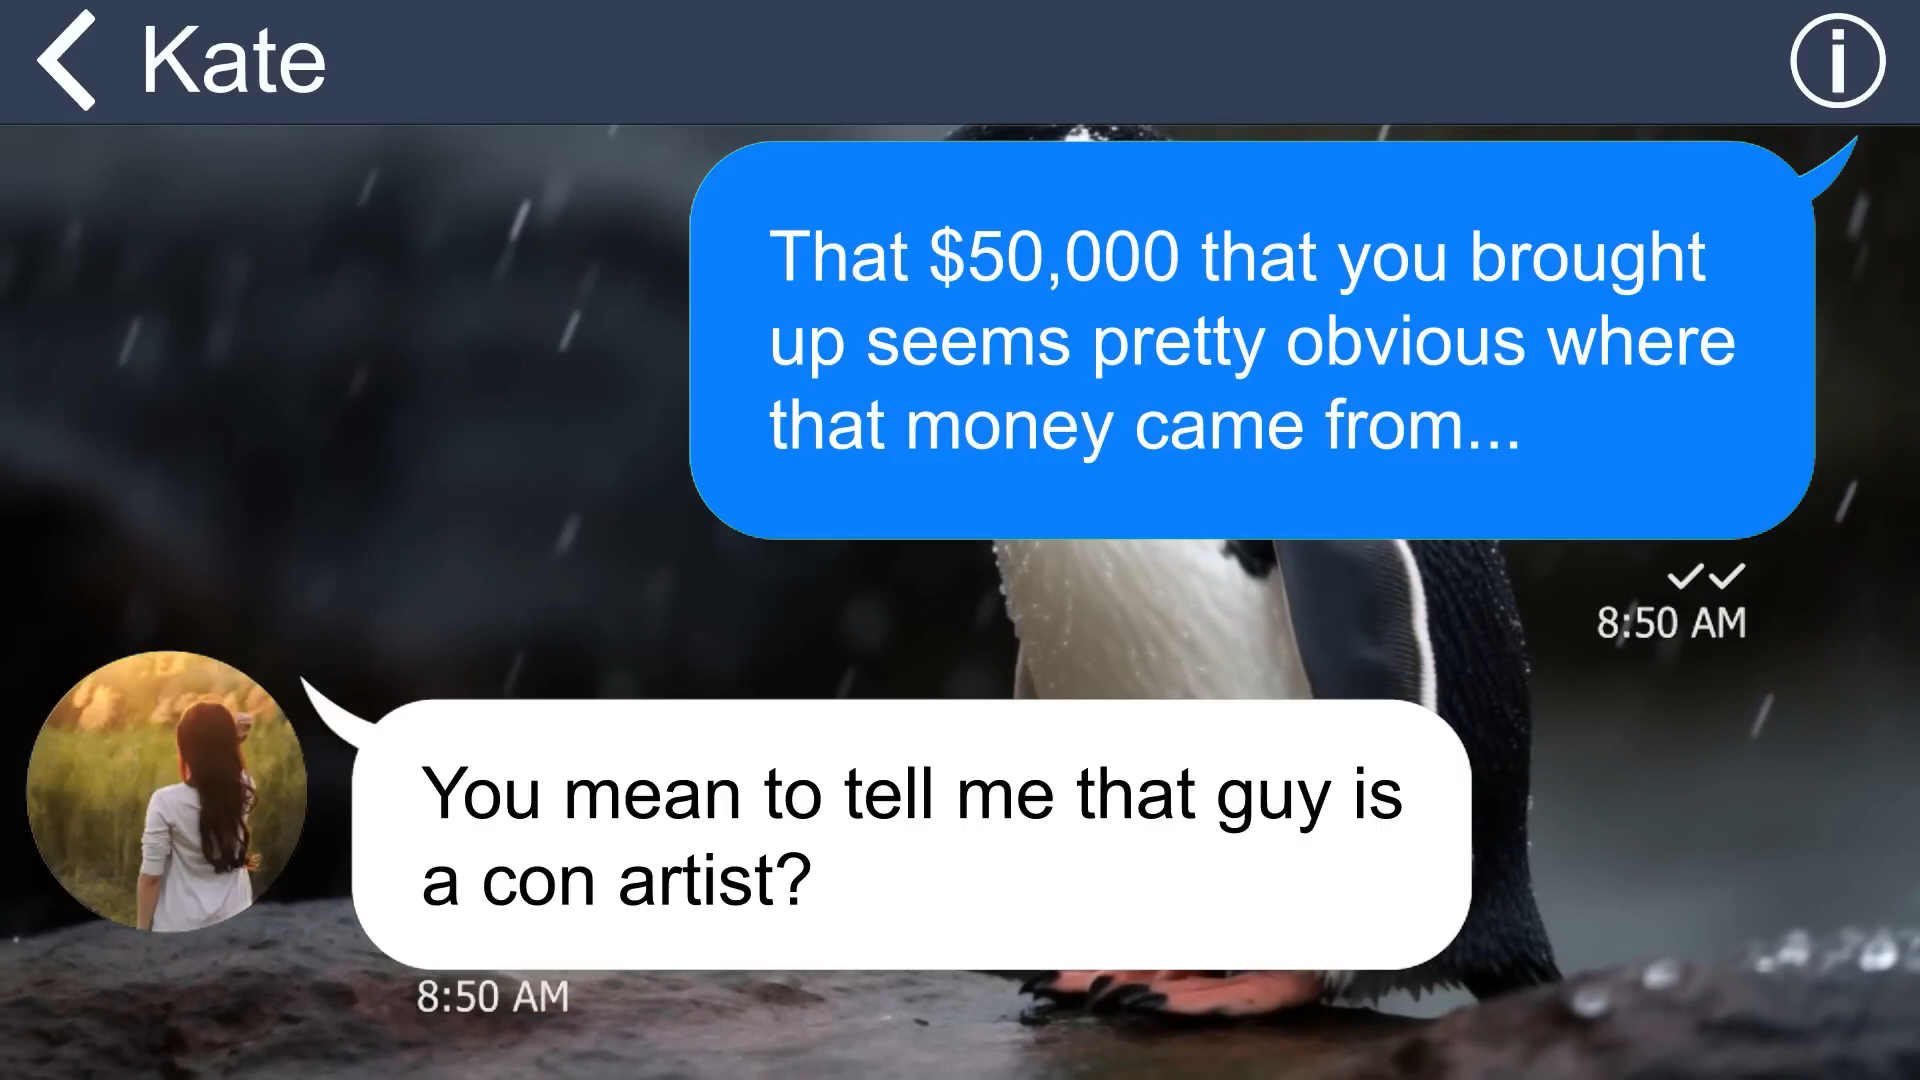 Kate
That $50,000 that you brought
up seems pretty obvious where
that money came from...
8:50 AM
You mean to tell me that guy is
a con artist?
8:50 AM